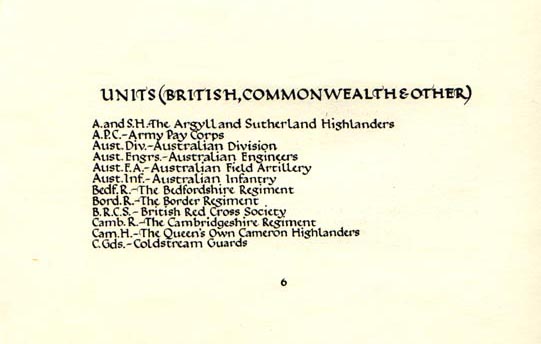 UNITS (BRITISH, COMMONWEALTH & OTHER)
A. and S.H.-The Argyll and Sutherland Highlanders
A.P.C.-Army Pay Corps
Aust. Div.-Australian Division
Aust. Engrs.-Australian Engineers
Aust. F.A.-Australian Field Artillery
Aust. Inf.-Australian Infantry
Bedf. R.-The Bedfordshire Regiment
Bord. R.-The Border Regiment
B.R.C.S.- British Red Cross Society
Camb. R.-The Cambridgeshire Regiment
Cam. H.-The Queen's Own Cameron Highlanders
C. Gds.-Coldstream Guards
6